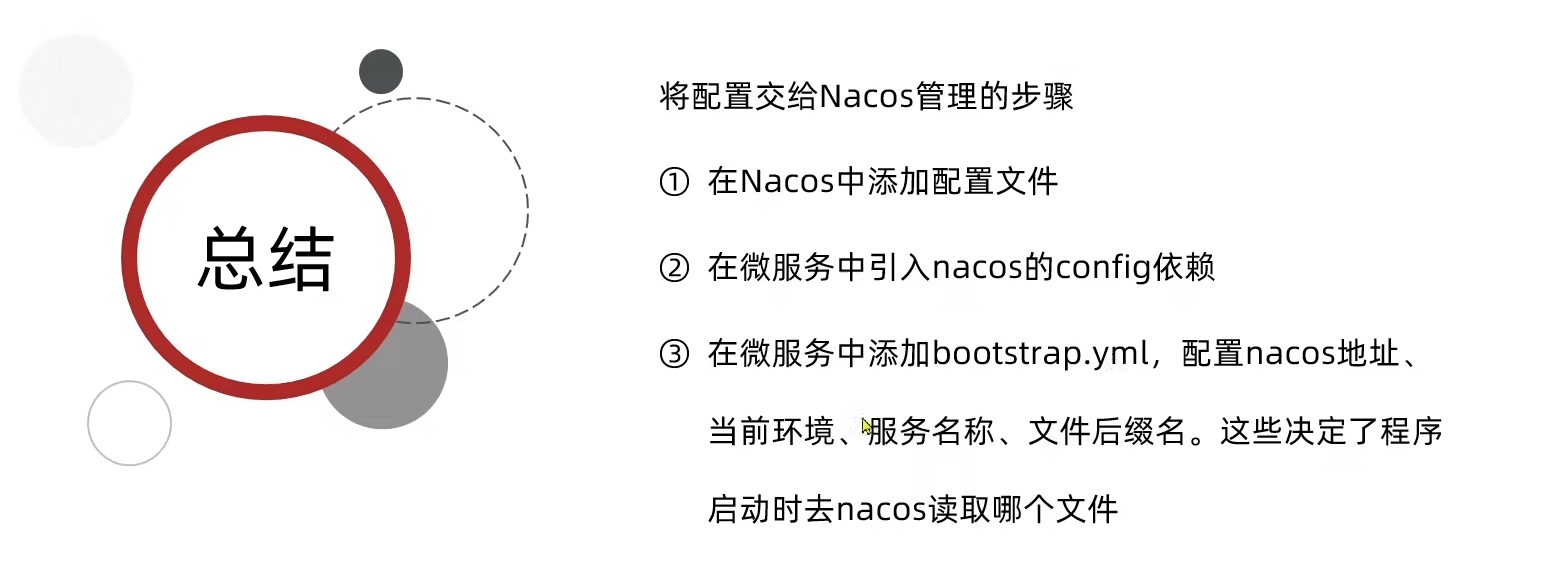 总结
将配置交给Nacos管理的步骤
① 在Nacos中添加配置文件
② 在微服务中引入nacos的config依赖
③ 在微服务中添加bootstrap.yml，配置nacos地址、
当前环境、服务名称、文件后缀名。这些决定了程序
启动时去nacos读取哪个文件